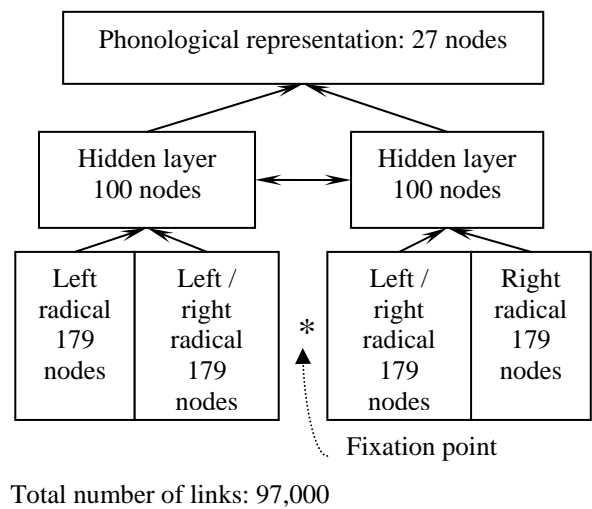 Phonological representation: 27 nodes
Hidden layer
100 nodes
Hidden layer
100 nodes
Left
radical
179
nodes
Left /
right
radical
179
nodes
*
Left /
right
radical
179
nodes
Right
radical
179
nodes
Fixation point
Total number of links: 97,000